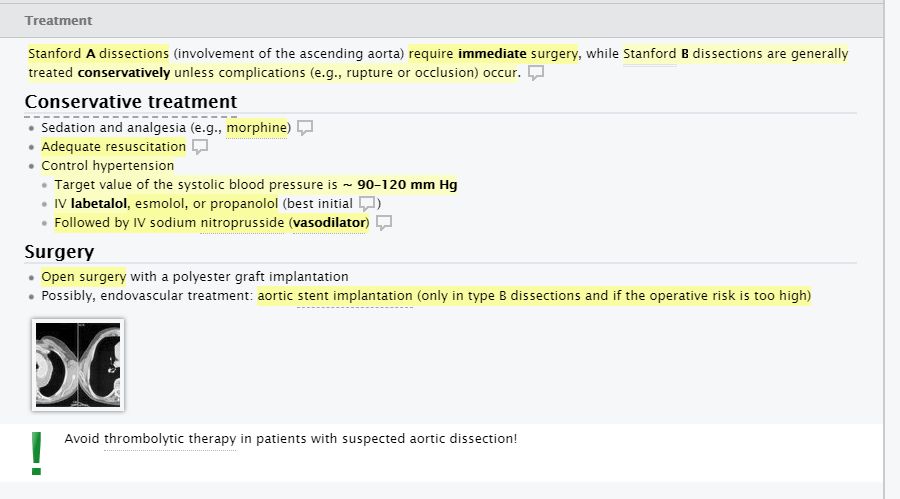 Treatment
Stanford A dissections (involvement of the ascending aorta) require immediate surgery, while Stanford B dissections are generally
treated conservatively unless complications (e.g., rupture or occlusion) occur.
Conservative treatment
Sedation and analgesia (e.g., morphine)
Adequate resuscitation
Control hypertension
Target value of the systolic blood pressure is ~ 90–120 mm Hg
IV labetalol, esmolol, or propanolol (best initial )
Followed by IV sodium nitroprusside (vasodilator)
Surgery
Open surgery with a polyester graft implantation
Possibly, endovascular treatment: aortic stent implantation (only in type B dissections and if the operative risk is too high)
! Avoid thrombolytic therapy in patients with suspected aortic dissection!